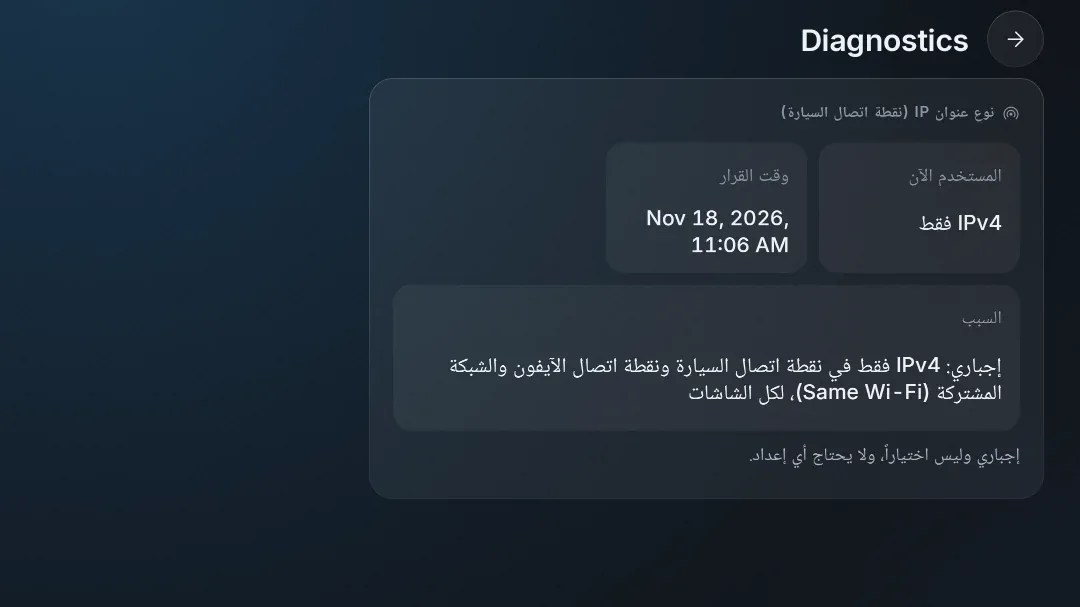 Diagnostics
نوع عنوان IP (نقطة اتصال السيارة)
المستخدم الآن
IPv4 فقط
وقت القرار
Nov 18, 2026,
11:06 AM
السبب
إجباري: IPv4 فقط في نقطة اتصال السيارة ونقطة اتصال الآيفون والشبكة
المشتركة (Same Wi-Fi)، لكل الشاشات
إجباري وليس اختياراً، ولا يحتاج أي إعداد.